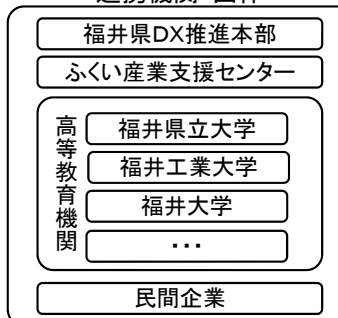 福井県DX推進本部
ふくい産業支援センター
高等教育機関
福井県立大学
福井工業大学
福井大学
・・・
民間企業